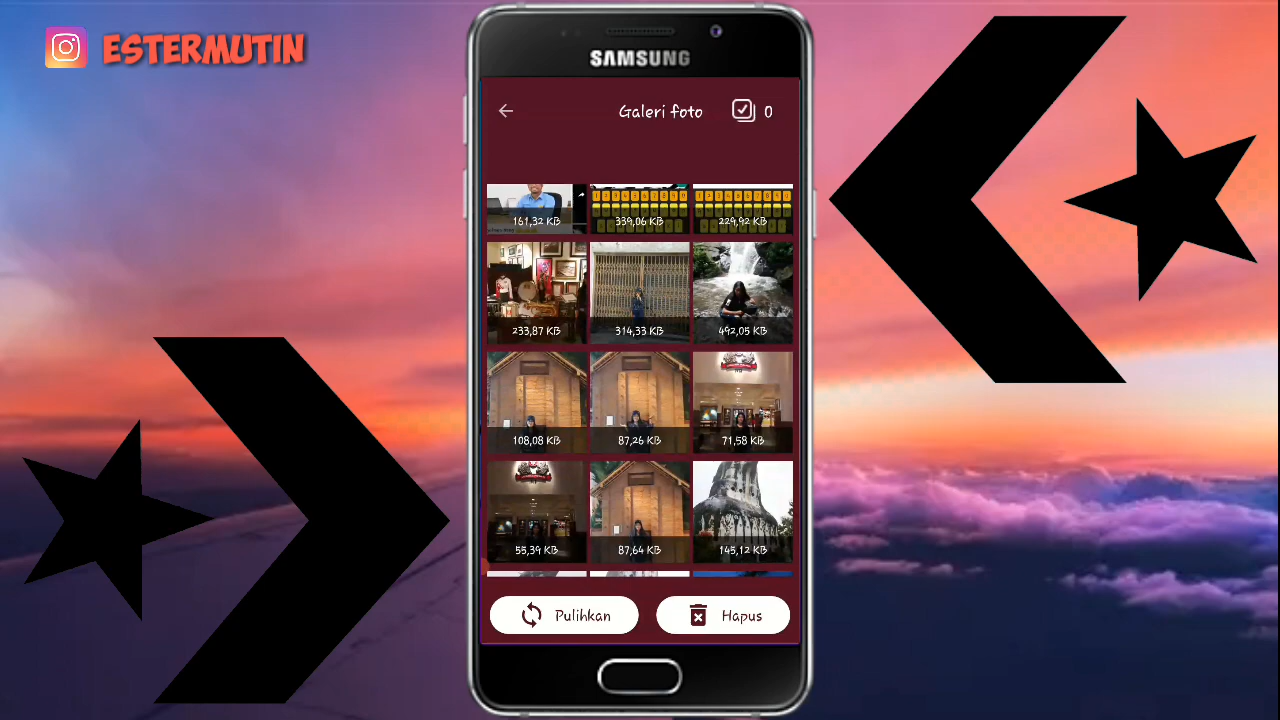 ESTERMUTIN
SAMSUNG
Galeri foto 0
161,32 KB 339,06 KB 229,92 KB
233,87 KB 314,33 KB 492,05 KB
108,08 KB 87,26 KB 71,58 KB
55,39 KB 87,64 KB 145,12 KB
Pulihkan Hapus